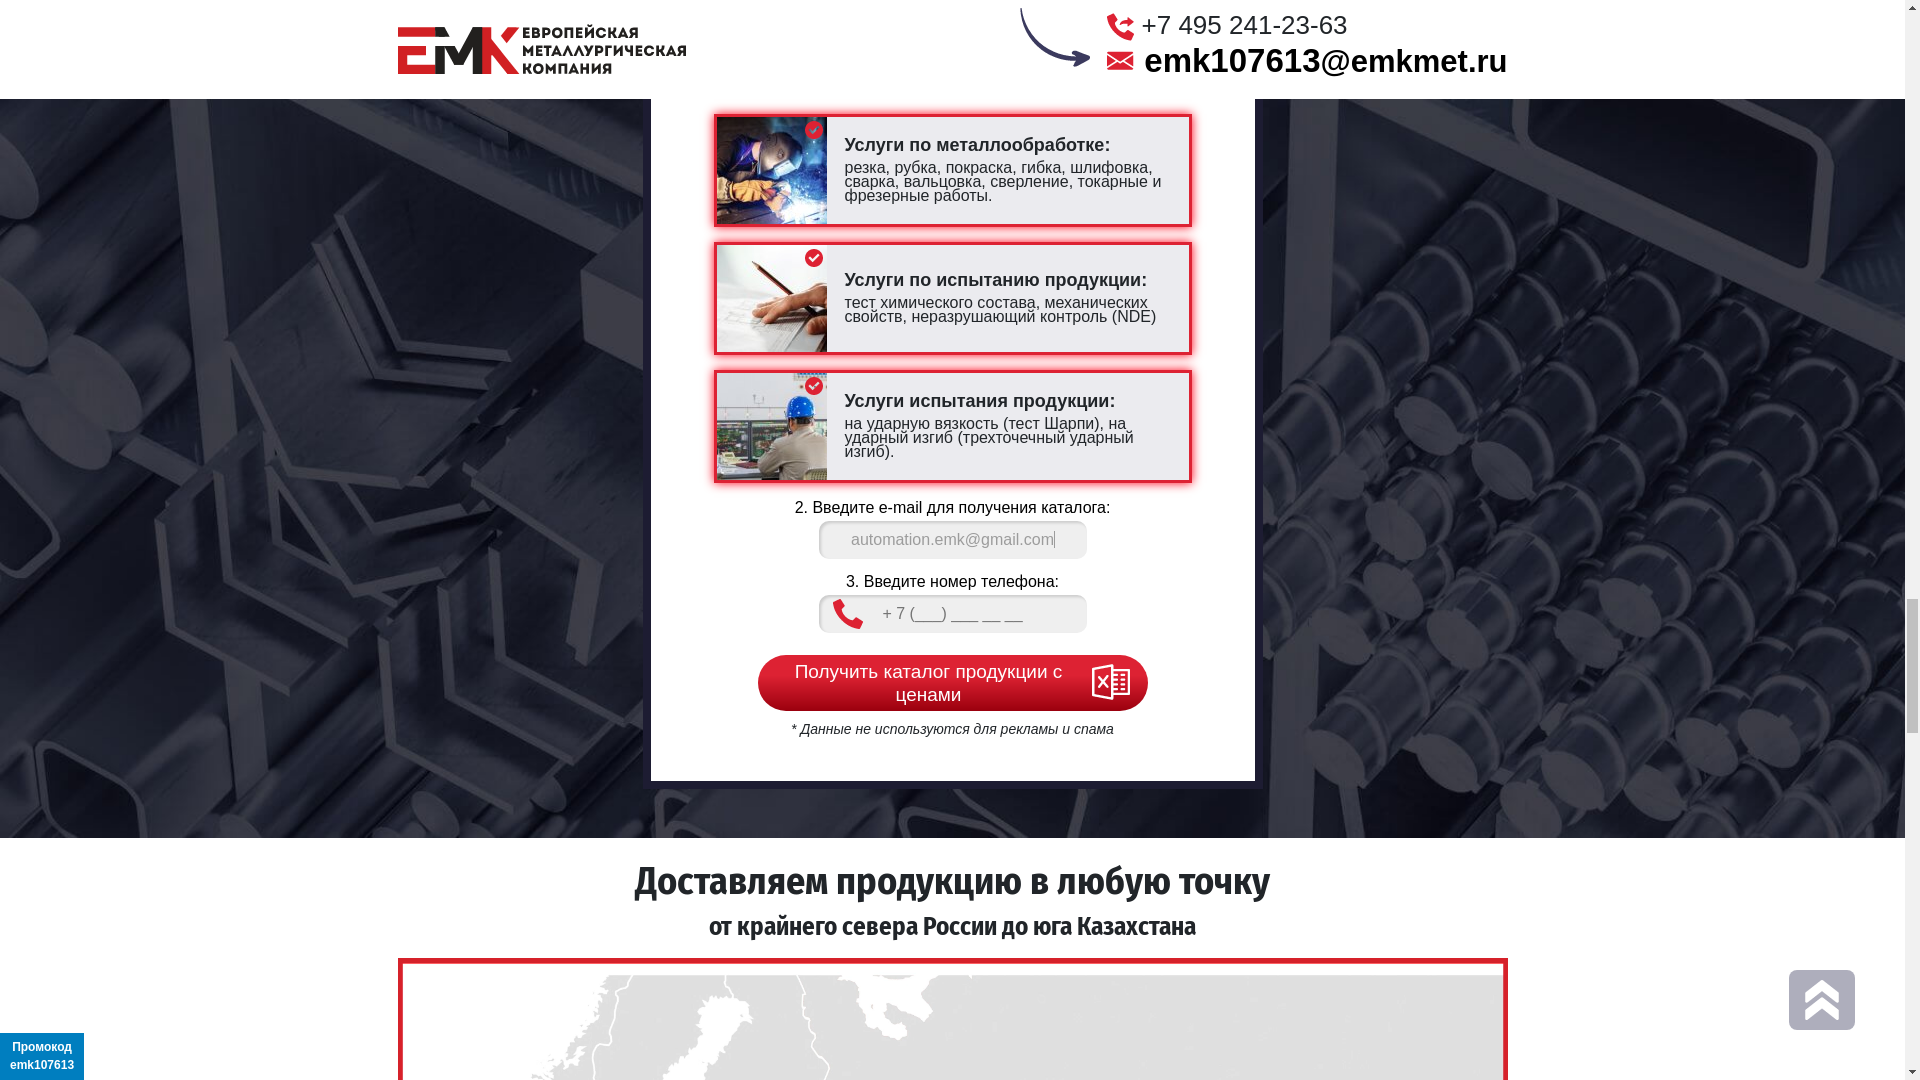 ЕВРОПЕЙСКАЯ
МЕТАЛЛУРГИЧЕСКАЯ
КОМПАНИЯ
EMK
+7 495 241-23-63
emk107613@emkmet.ru
Услуги по металлообработке:
резка, рубка, покраска, гибка, шлифовка,
сварка, вальцовка, сверление, токарные и
фрезерные работы.
Услуги по испытанию продукции:
тест химического состава, механических
свойств, неразрушающий контроль (NDE)
Услуги испытания продукции:
на ударную вязкость (тест Шарпи), на
ударный изгиб (трехточечный ударный
изгиб).
2. Введите e-mail для получения каталога:
automation.emk@gmail.com
3. Введите номер телефона:
+ 7 (___) ___ __ __
Получить каталог продукции с
ценами
* Данные не используются для рекламы и спама
Доставляем продукцию в любую точку
от крайнего севера России до юга Казахстана
Промокод
emk107613